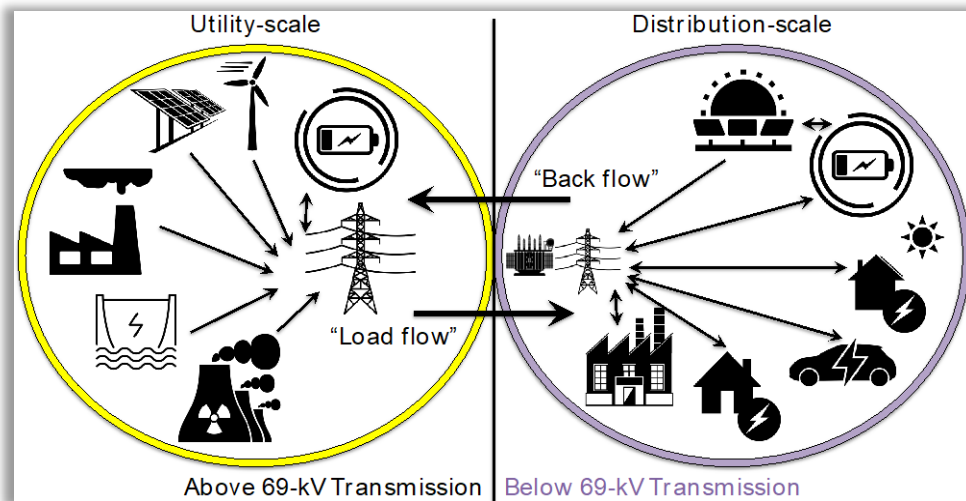 Utility-scale
Distribution-scale
“Back flow”
“Load flow”
Above 69-kV Transmission
Below 69-kV Transmission